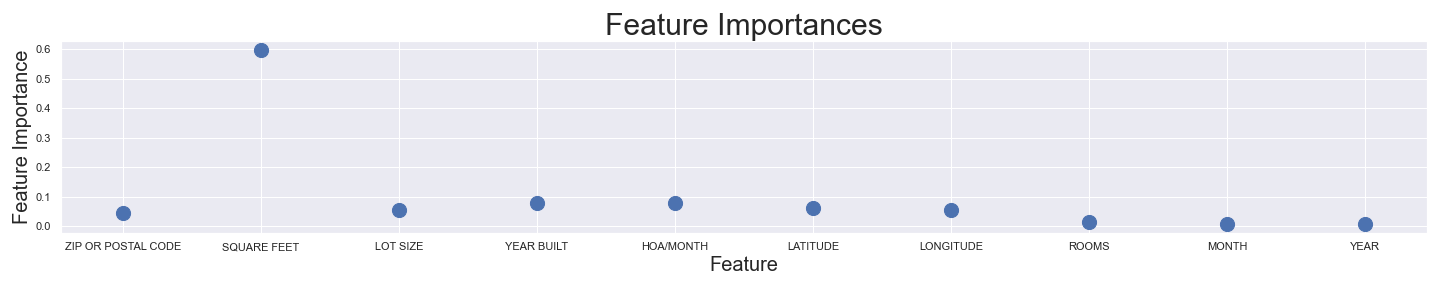 Feature Importances
Feature Importance
0.6
0.5
0.4
0.3
0.2
0.1
0.0
ZIP OR POSTAL CODE SQUARE FEET LOT SIZE YEAR BUILT HOA/MONTH LATITUDE LONGITUDE ROOMS MONTH YEAR
Feature